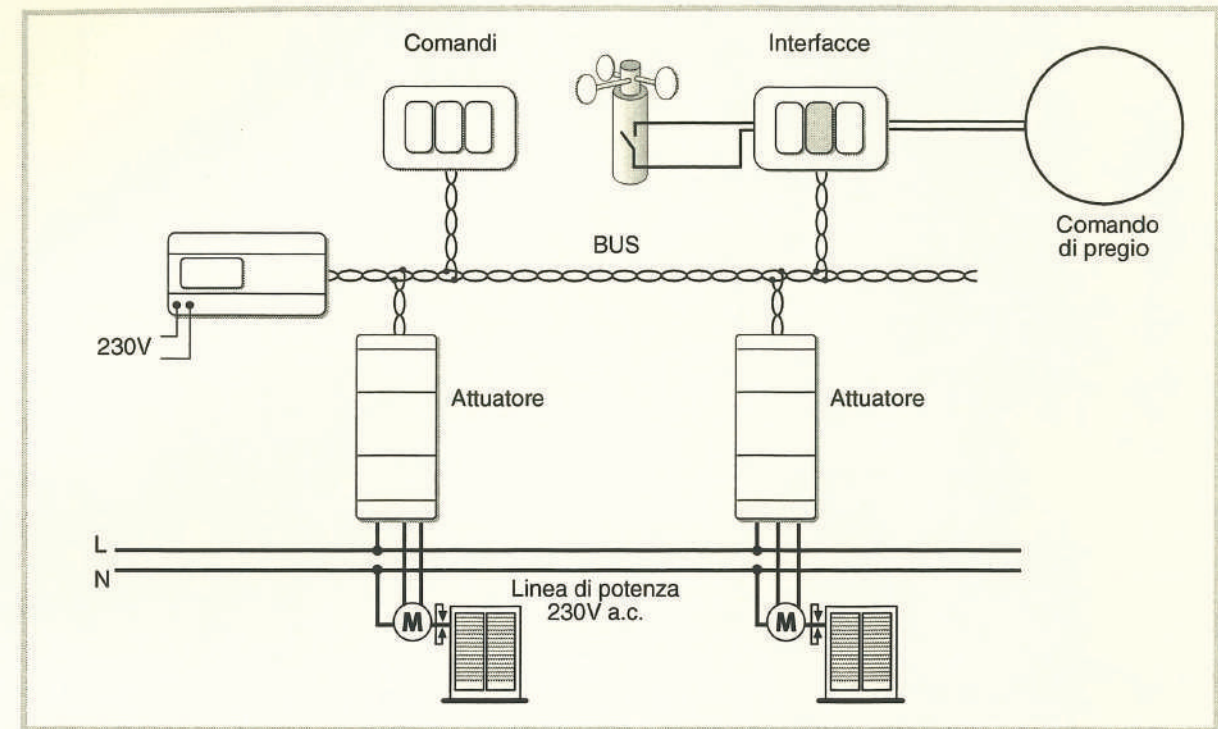 Comandi
Interfacce
Comando
di pregio
BUS
230V
Attuatore
Attuatore
L
N
Linea di potenza
230V a.c.
M
M